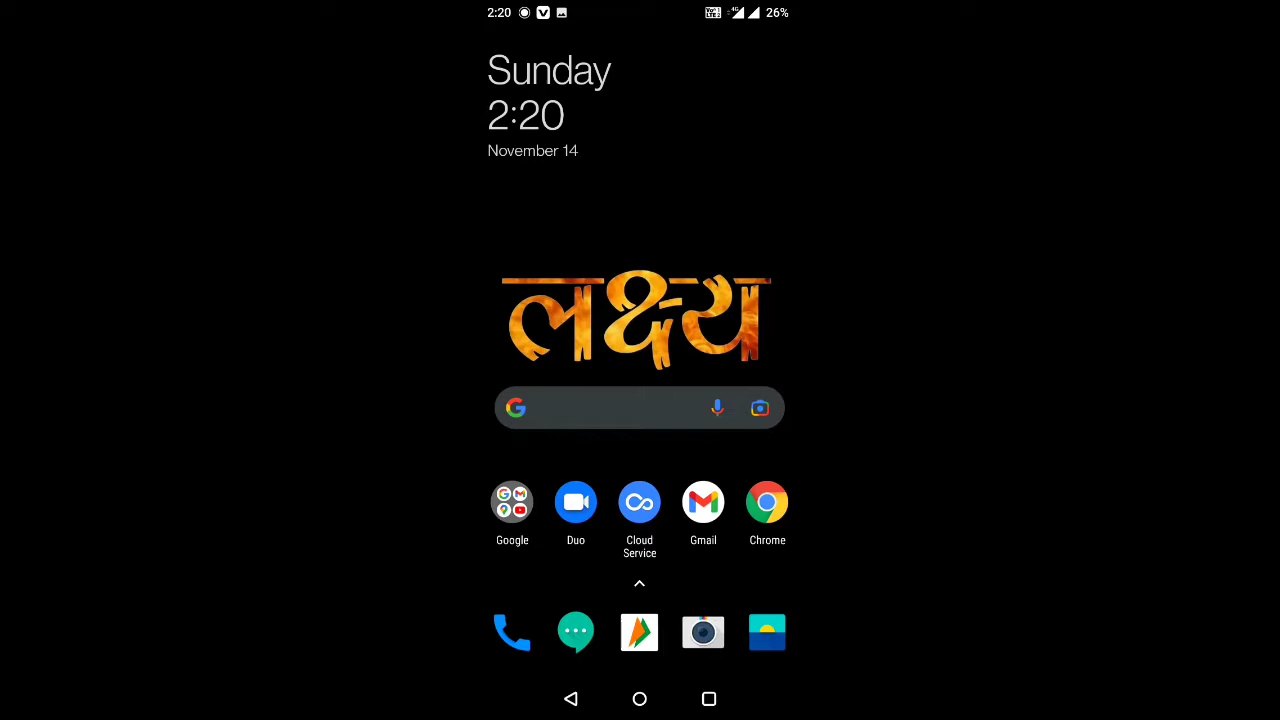 2:20 26%
Sunday
2:20
November 14
लक्ष्य
Google Duo Cloud Service Gmail Chrome